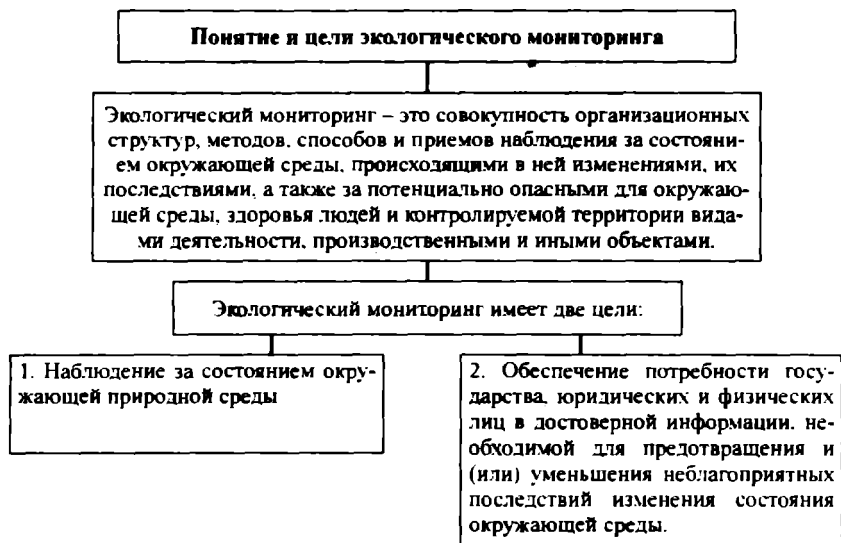 Понятие и цели экологического мониторинга
Экологический мониторинг – это совокупность организационных
структур, методов, способов и приемов наблюдения за состояни-
ем окружающей среды, происходящими в ней изменениями, их
последствиями, а также за потенциально опасными для окружаю-
щей среды, здоровья людей и контролируемой территории вида-
ми деятельности, производственными и иными объектами.
Экологический мониторинг имеет две цели:
1. Наблюдение за состоянием окру-
жающей природной среды
2. Обеспечение потребности госу-
дарства, юридических и физических
лиц в достоверной информации, не-
обходимой для предотвращения и
(или) уменьшения неблагоприятных
последствий изменения состояния
окружающей среды.